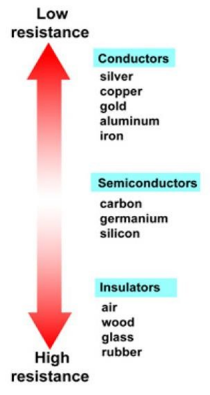 Low
resistance
Conductors
silver
copper
gold
aluminum
iron
Semiconductors
carbon
germanium
silicon
Insulators
air
wood
glass
rubber
High
resistance